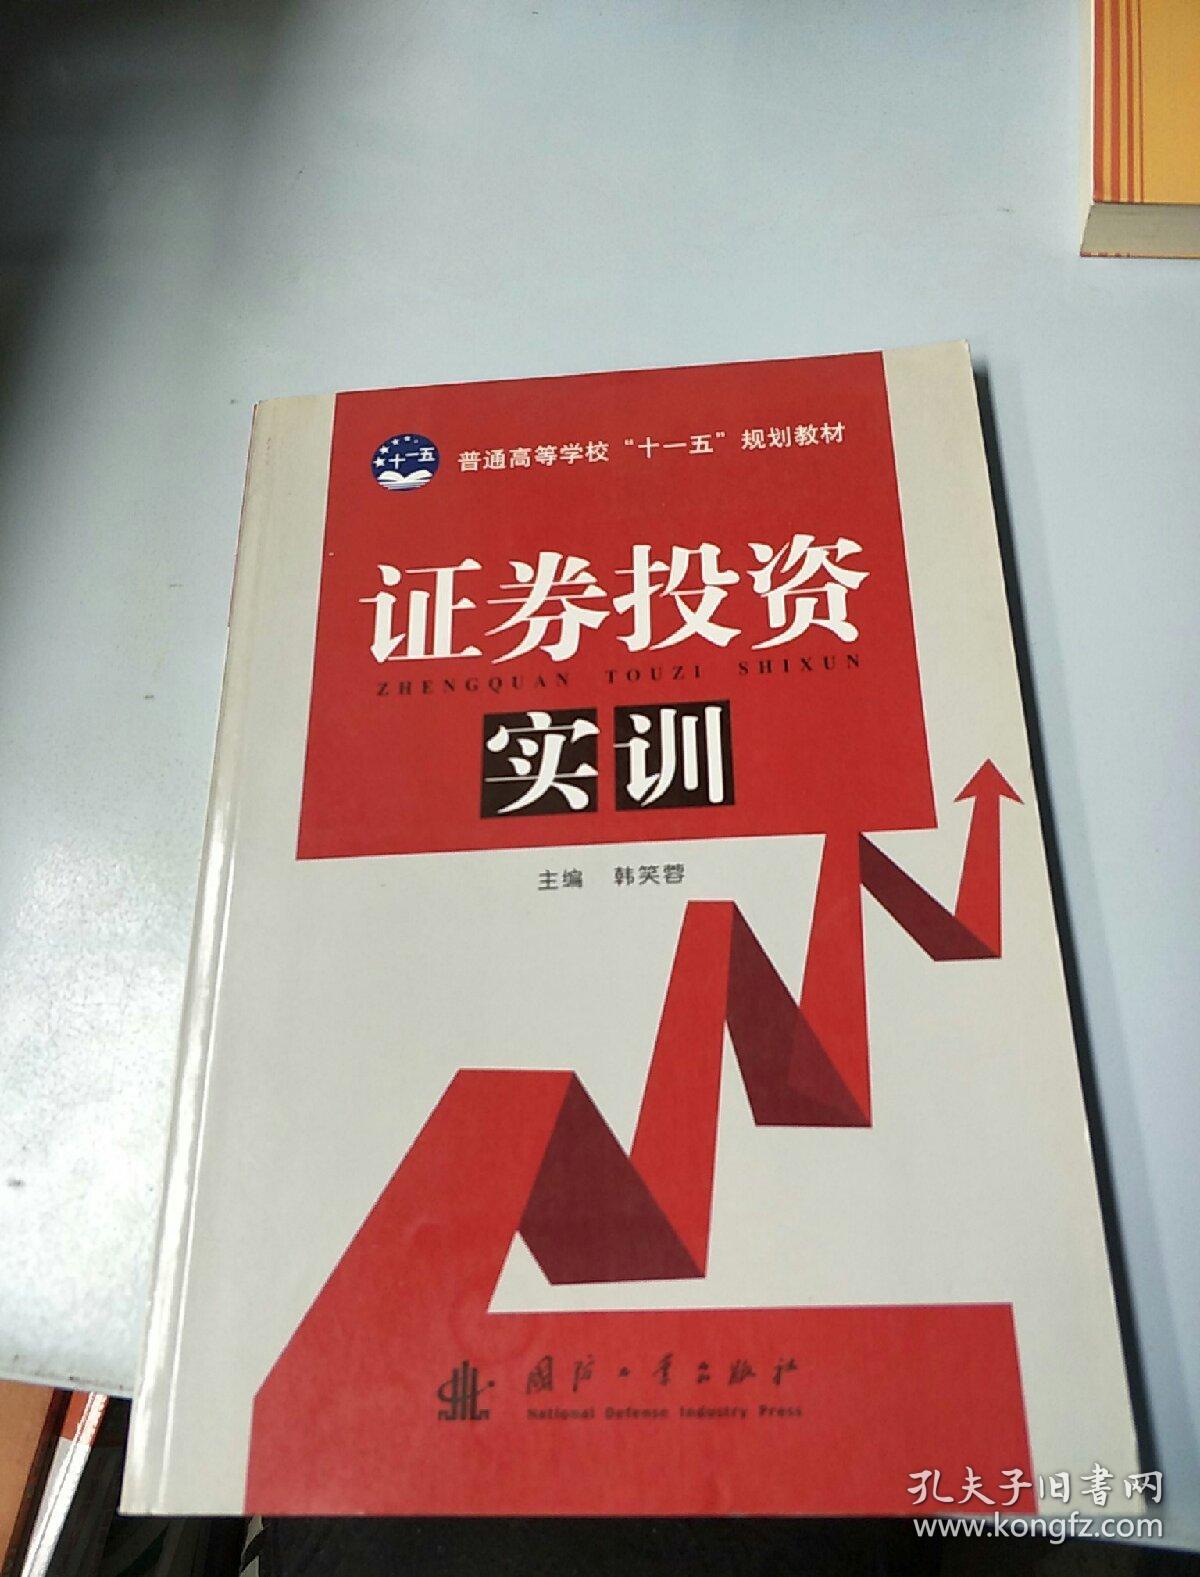 十一五
普通高等学校“十一五”规划教材
证券投资
ZHENGQUAN TOUZI SHIXUN
实训
主编 韩笑蓉
国防工业出版社
National Defense Industry Press
孔夫子旧书网
www.kongfz.com